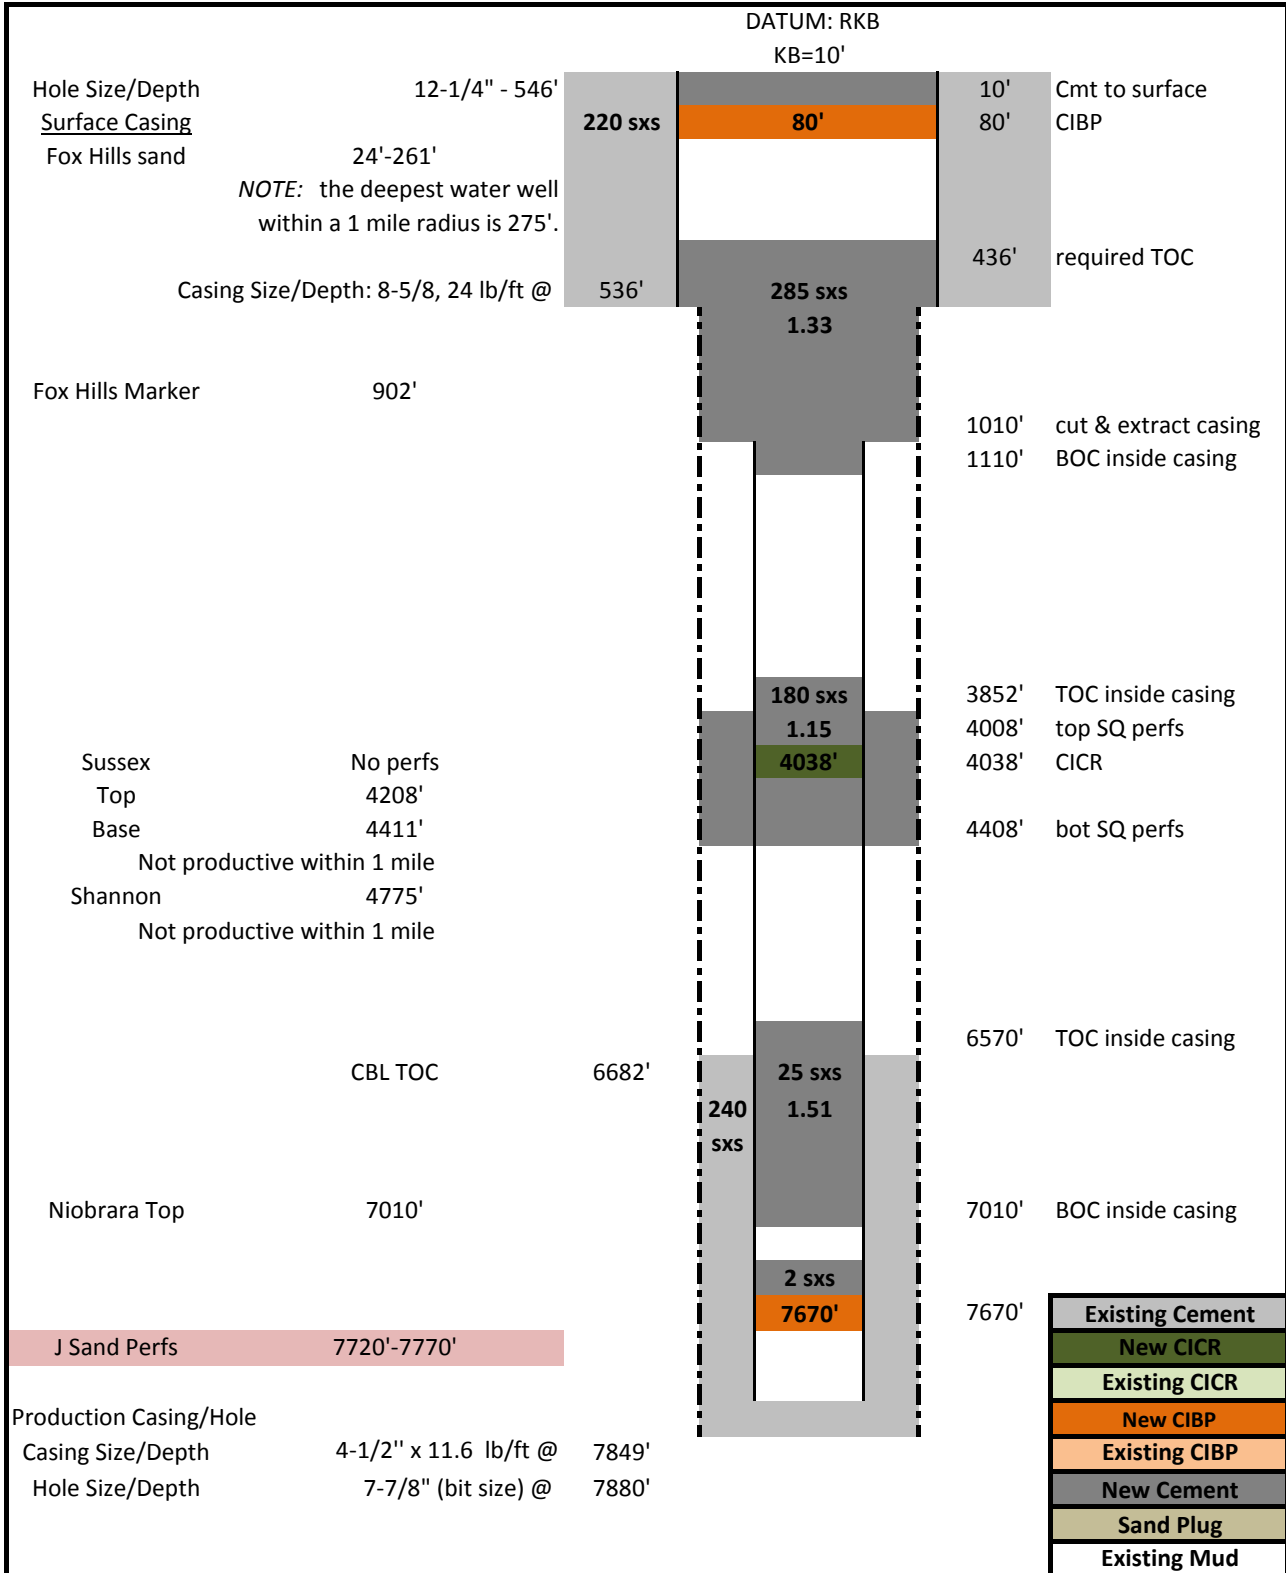 DATUM: RKB
KB=10'
Hole Size/Depth 12-1/4" - 546' 10' Cmt to surface
Surface Casing 220 sxs 80' 80' CIBP
Fox Hills sand 24'-261'
NOTE: the deepest water well
within a 1 mile radius is 275'.
436' required TOC
Casing Size/Depth: 8-5/8, 24 lb/ft @ 536' 285 sxs
1.33
Fox Hills Marker 902'
1010' cut & extract casing
1110' BOC inside casing
180 sxs 3852' TOC inside casing
1.15 4008' top SQ perfs
Sussex No perfs 4038' 4038' CICR
Top 4208'
Base 4411' 4408' bot SQ perfs
Not productive within 1 mile
Shannon 4775'
Not productive within 1 mile
6570' TOC inside casing
CBL TOC 6682' 25 sxs
240 1.51
sxs
Niobrara Top 7010' 7010' BOC inside casing
2 sxs
7670' 7670' Existing Cement
J Sand Perfs 7720'-7770' New CICR
Existing CICR
Production Casing/Hole New CIBP
Casing Size/Depth 4-1/2'' x 11.6 lb/ft @ 7849' Existing CIBP
Hole Size/Depth 7-7/8" (bit size) @ 7880' New Cement
Sand Plug
Existing Mud